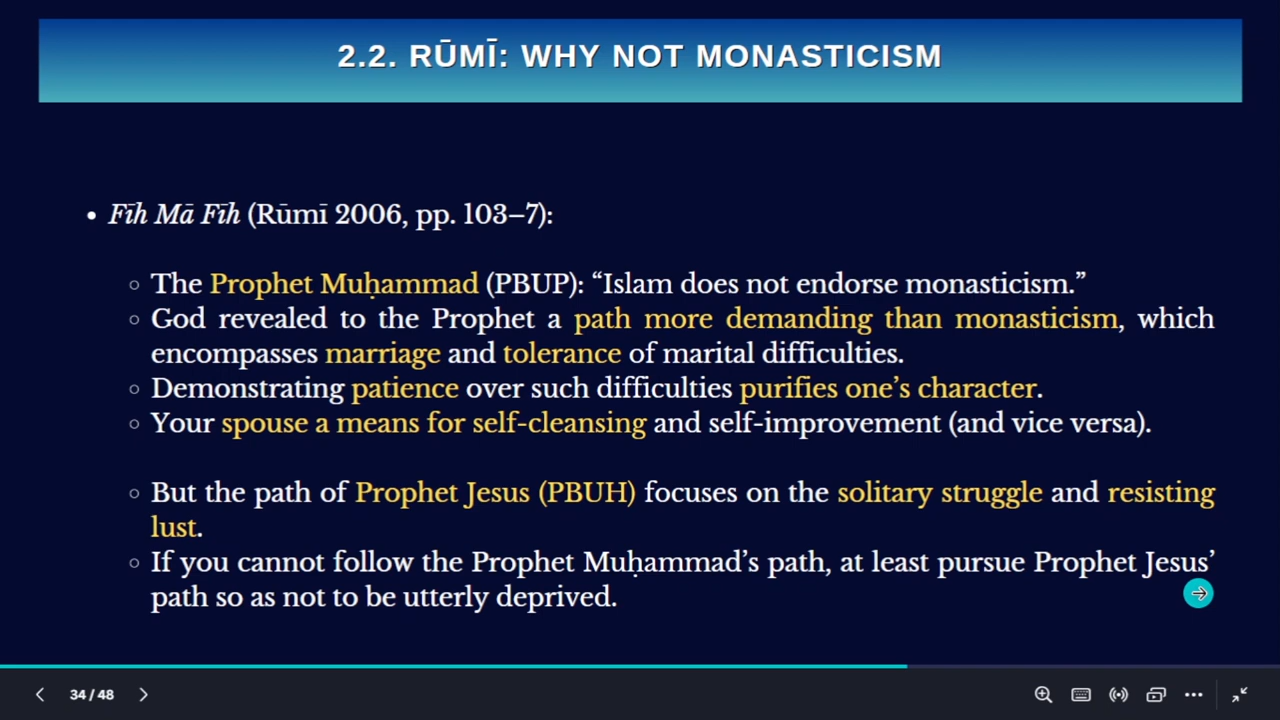 2.2. RŪMĪ: WHY NOT MONASTICISM
• Fīh Mā Fīh (Rūmī 2006, pp. 103–7):
○ The Prophet Muḥammad (PBUP): “Islam does not endorse monasticism.”
○ God revealed to the Prophet a path more demanding than monasticism, which
encompasses marriage and tolerance of marital difficulties.
○ Demonstrating patience over such difficulties purifies one’s character.
○ Your spouse a means for self-cleansing and self-improvement (and vice versa).
○ But the path of Prophet Jesus (PBUH) focuses on the solitary struggle and resisting
lust.
○ If you cannot follow the Prophet Muḥammad’s path, at least pursue Prophet Jesus’
path so as not to be utterly deprived.
34 / 48